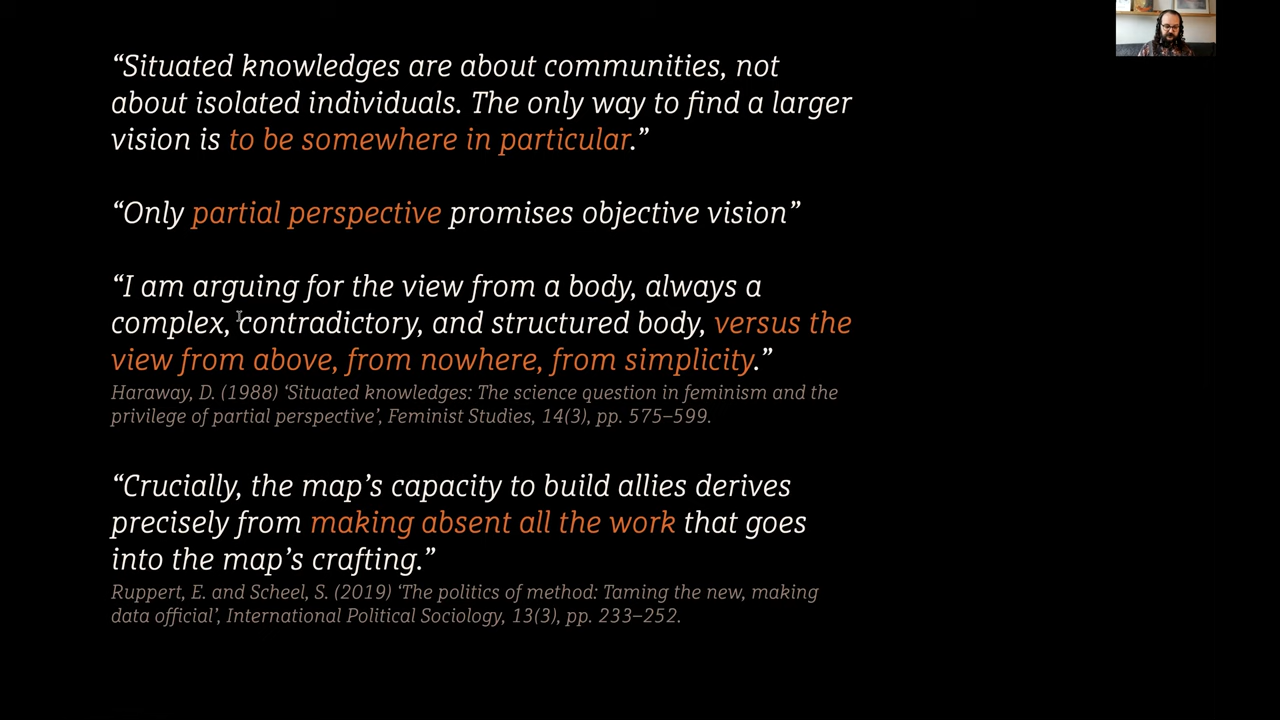 “Situated knowledges are about communities, not
about isolated individuals. The only way to find a larger
vision is to be somewhere in particular.”
“Only partial perspective promises objective vision”
“I am arguing for the view from a body, always a
complex, contradictory, and structured body, versus the
view from above, from nowhere, from simplicity.”
Haraway, D. (1988) ‘Situated knowledges: The science question in feminism and the
privilege of partial perspective’, Feminist Studies, 14(3), pp. 575–599.
“Crucially, the map’s capacity to build allies derives
precisely from making absent all the work that goes
into the map’s crafting.”
Ruppert, E. and Scheel, S. (2019) ‘The politics of method: Taming the new, making
data official’, International Political Sociology, 13(3), pp. 233–252.